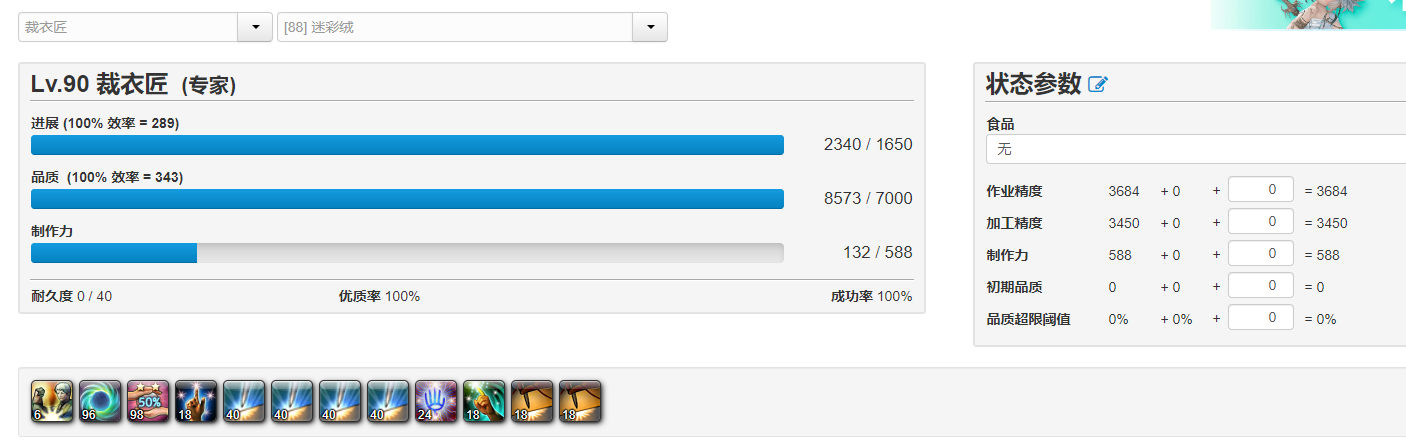 裁衣匠 [88] 迷彩绒
Lv.90 裁衣匠 (专家)
进展 (100% 效率 = 289)
2340 / 1650
品质 (100% 效率 = 343)
8573 / 7000
制作力
132 / 588
耐久度 0 / 40 优质率 100% 成功率 100%
状态参数
食品
无
作业精度 3684 + 0 + 0 = 3684
加工精度 3450 + 0 + 0 = 3450
制作力 588 + 0 + 0 = 588
初期品质 0 + 0 + 0 = 0
品质超限阈值 0% + 0% + 0 = 0%
6 96 50% 98 18 40 40 40 40 24 18 18 18